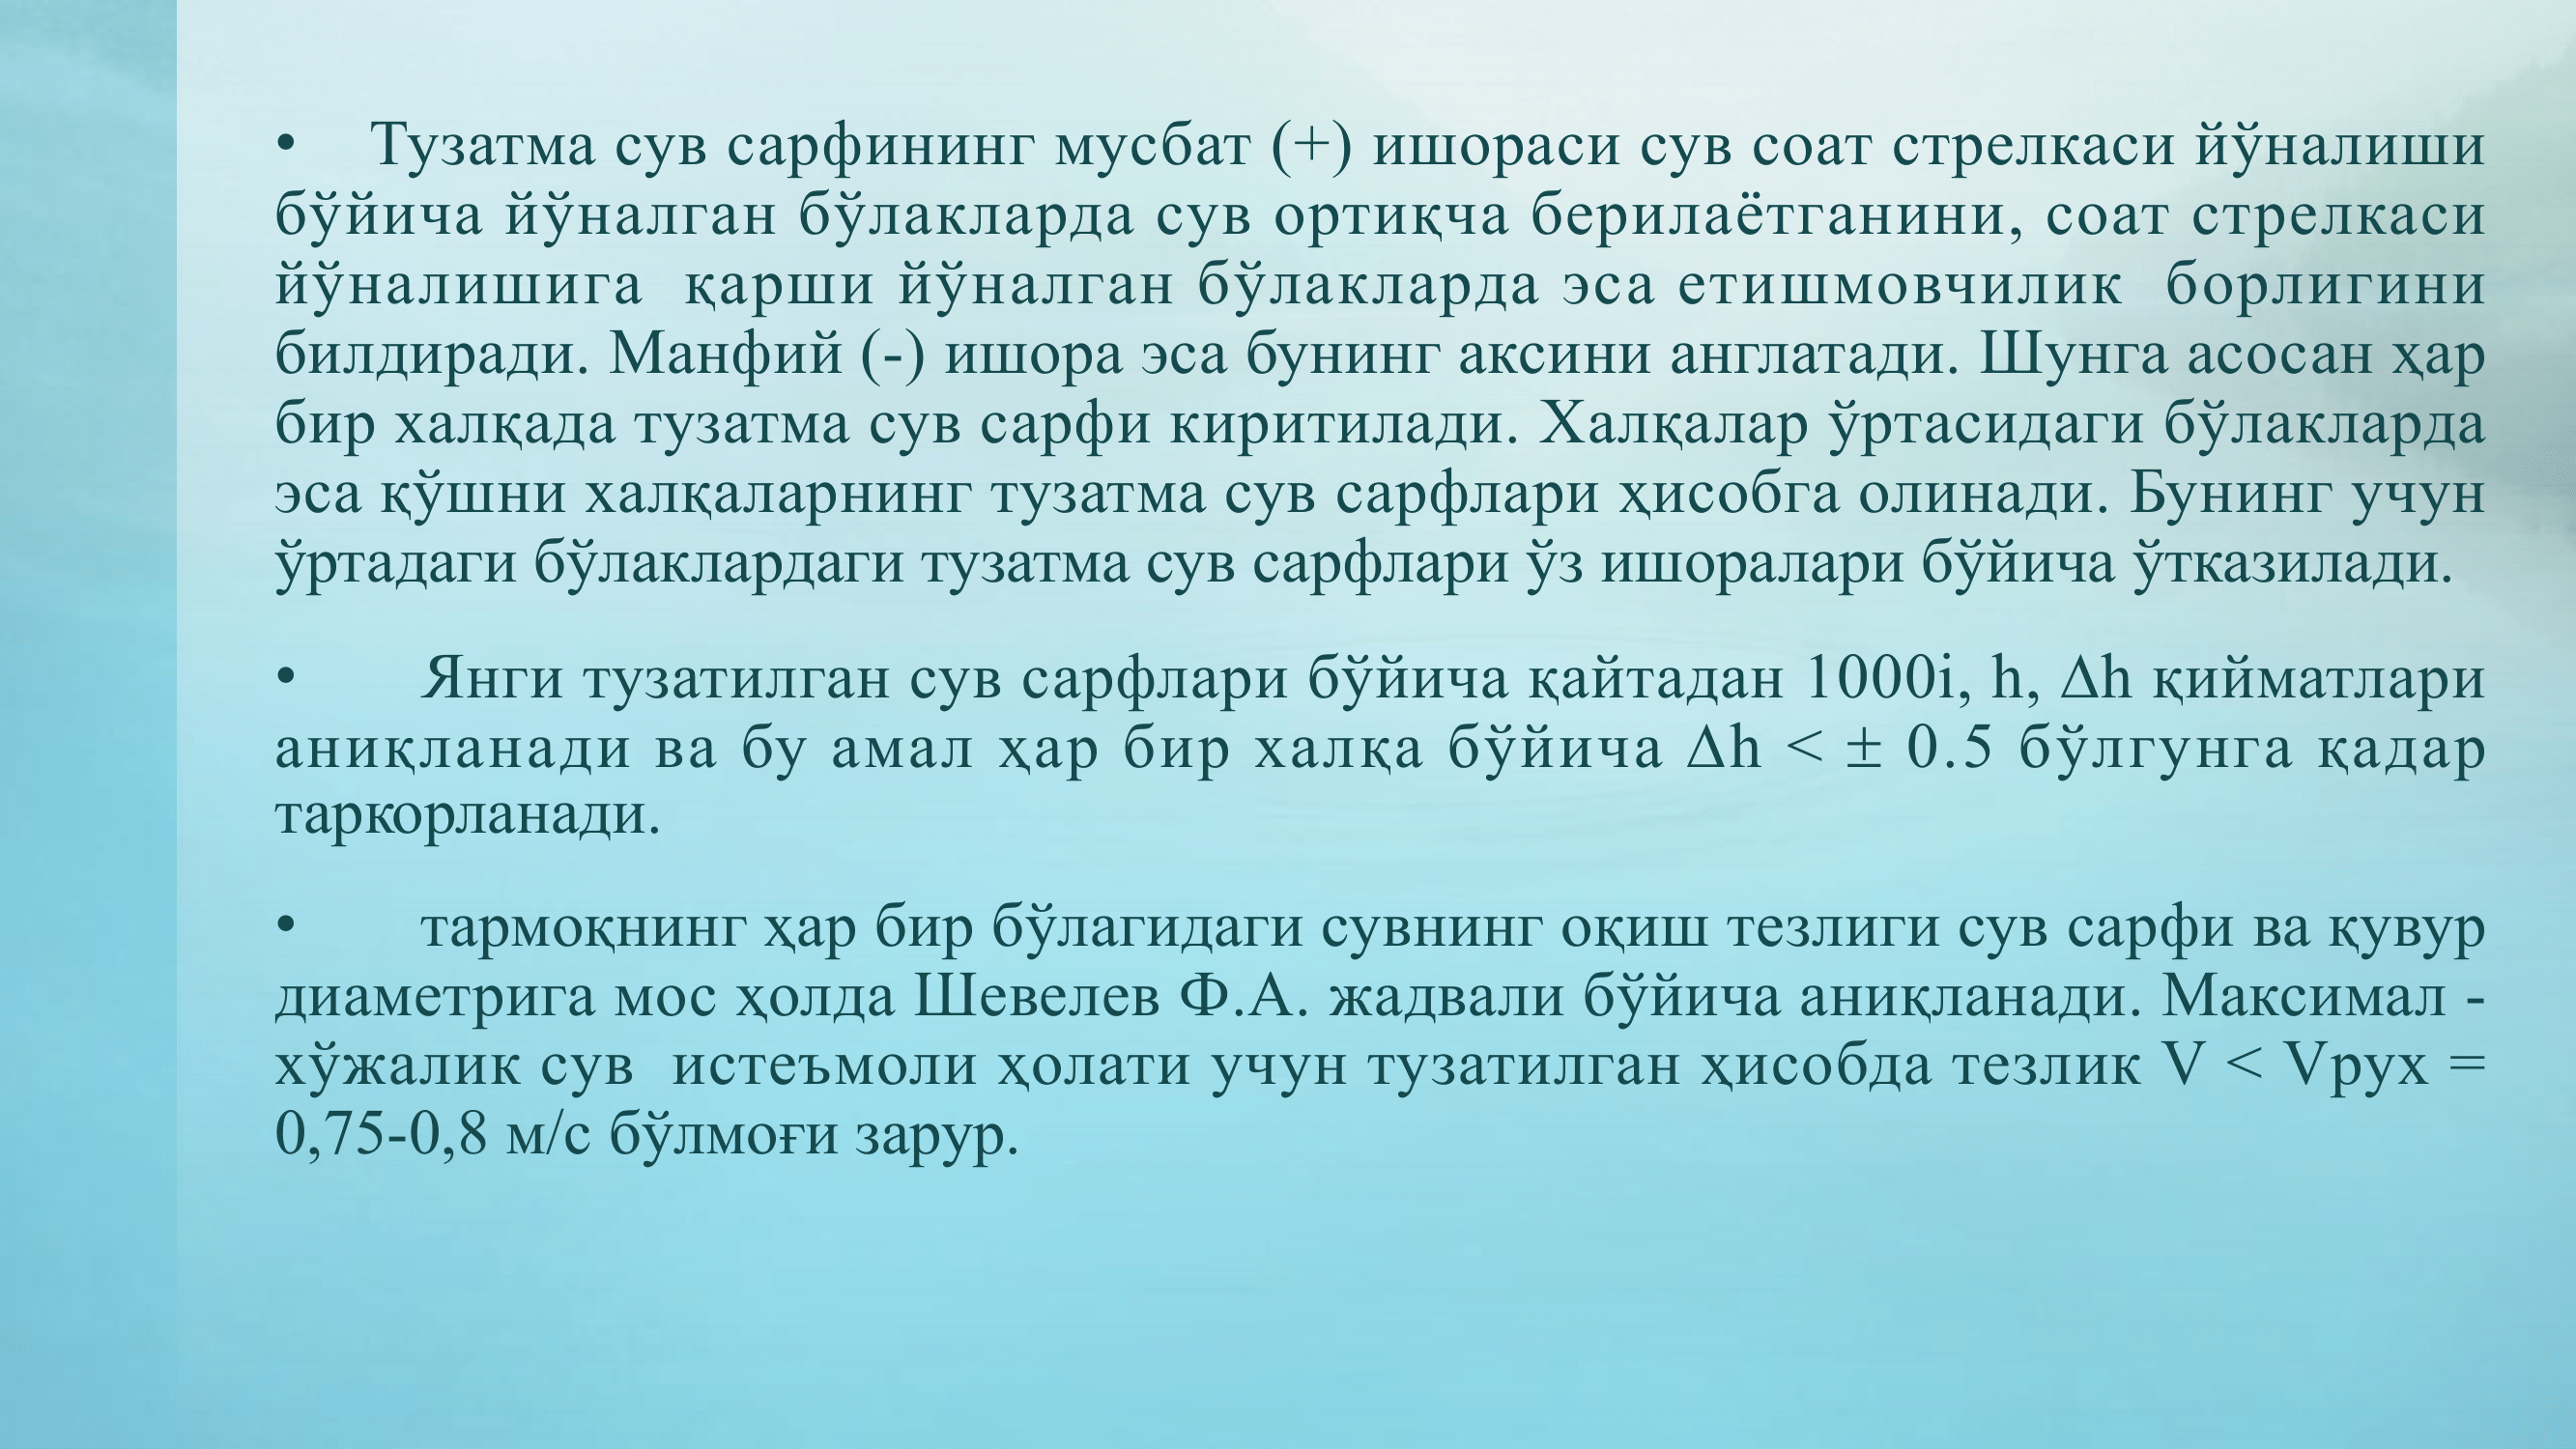 • Тузатма сув сарфининг мусбат (+) ишораси сув соат стрелкаси йўналиши
бўйича йўналган бўлакларда сув ортиқча берилаётганини, соат стрелкаси
йўналишига қарши йўналган бўлакларда эса етишмовчилик борлигини
билдиради. Манфий (-) ишора эса бунинг аксини англатади. Шунга асосан ҳар
бир халқада тузатма сув сарфи киритилади. Халқалар ўртасидаги бўлакларда
эса қўшни халқаларнинг тузатма сув сарфлари ҳисобга олинади. Бунинг учун
ўртадаги бўлаклардаги тузатма сув сарфлари ўз ишоралари бўйича ўтказилади.
• Янги тузатилган сув сарфлари бўйича қайтадан 1000i, h, Δh қийматлари
аниқланади ва бу амал ҳар бир халқа бўйича Δh < ± 0.5 бўлгунга қадар
таркорланади.
• тармоқнинг ҳар бир бўлагидаги сувнинг оқиш тезлиги сув сарфи ва қувур
диаметрига мос ҳолда Шевелев Ф.А. жадвали бўйича аниқланади. Максимал -
хўжалик сув истеъмоли ҳолати учун тузатилган ҳисобда тезлик V < Vрух =
0,75-0,8 м/с бўлмоғи зарур.